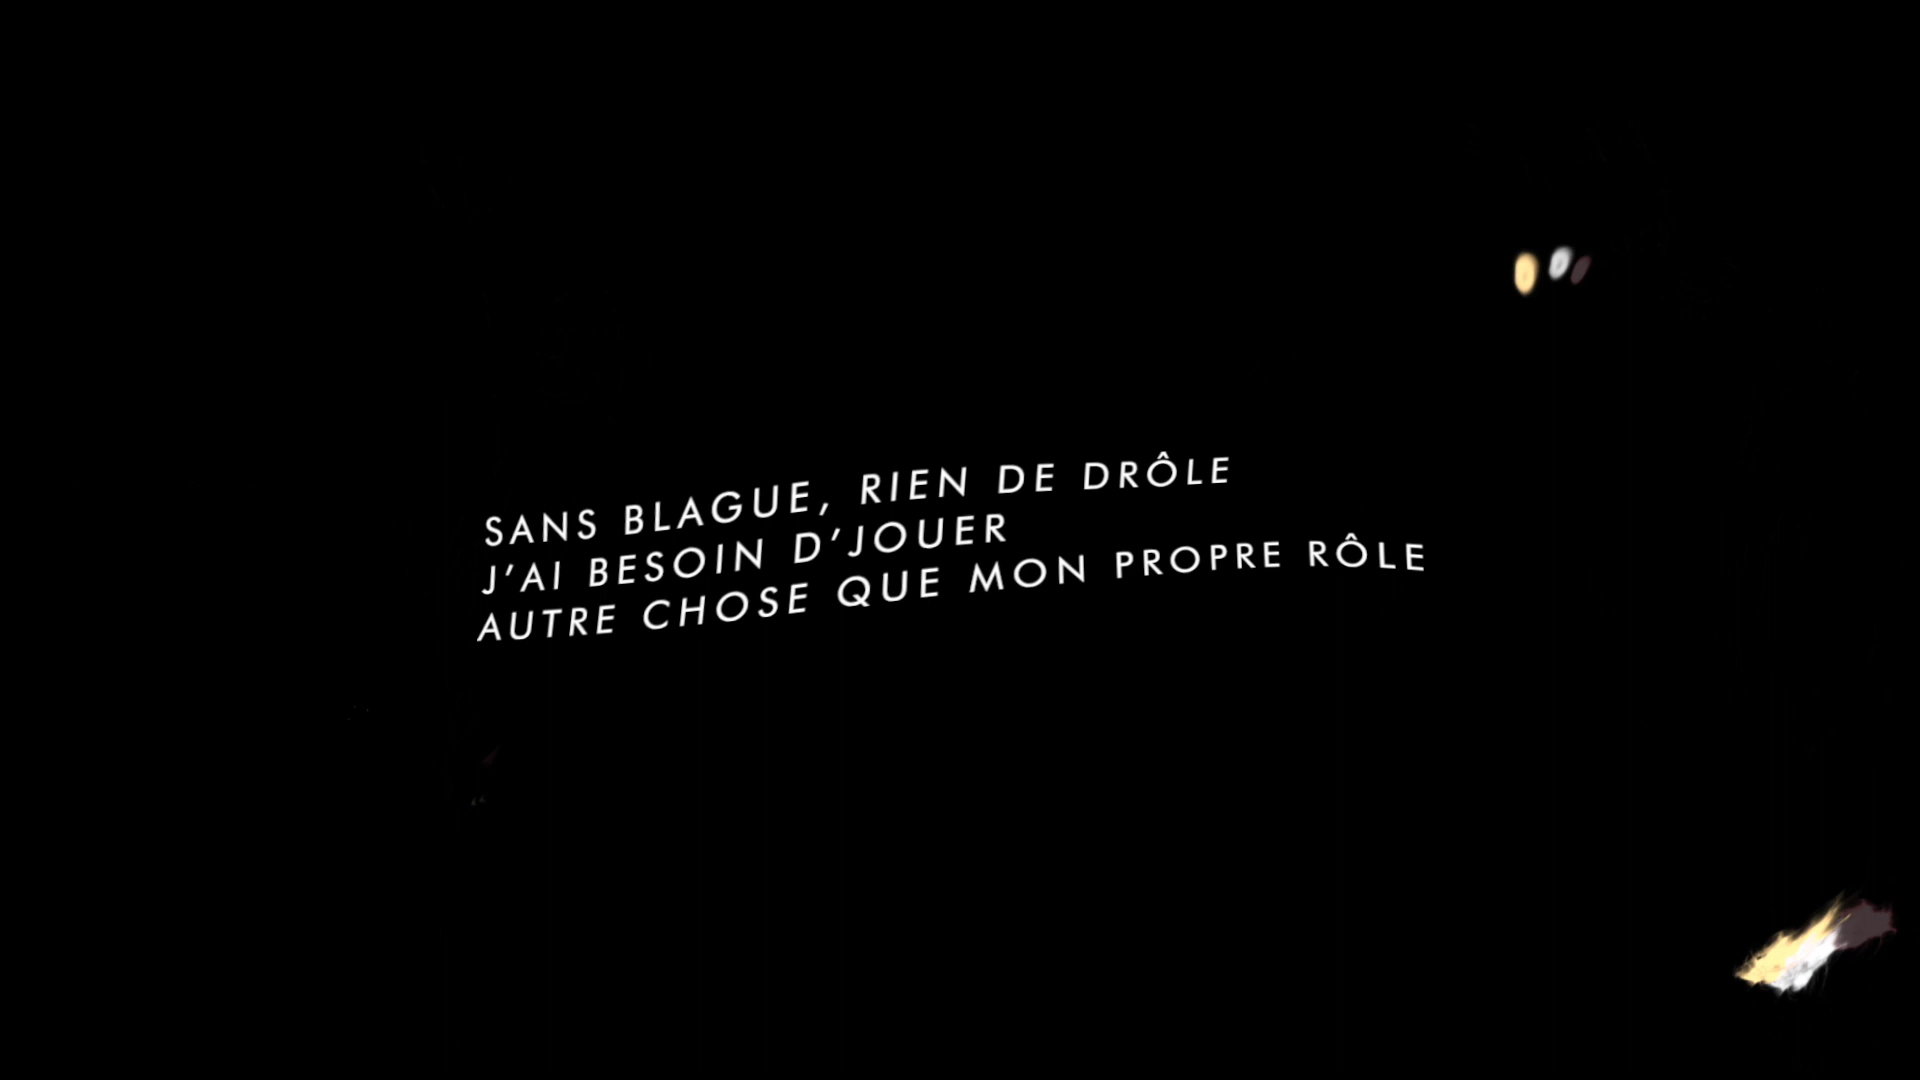 SANS BLAGUE, RIEN DE DRÔLE
J’AI BESOIN D’JOUER
AUTRE CHOSE QUE MON PROPRE RÔLE